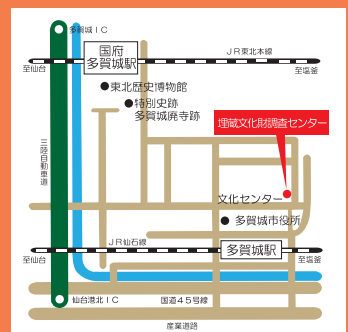 多賀城IC
国府
多賀城駅
JR東北本線
至仙台
至塩釜
東北歴史博物館
特別史跡
多賀城廃寺跡
埋蔵文化財調査センター
三陸自動車道
文化センター
多賀城市役所
JR仙石線
多賀城駅
至仙台
至塩釜
仙台港北IC
国道45号線
産業道路